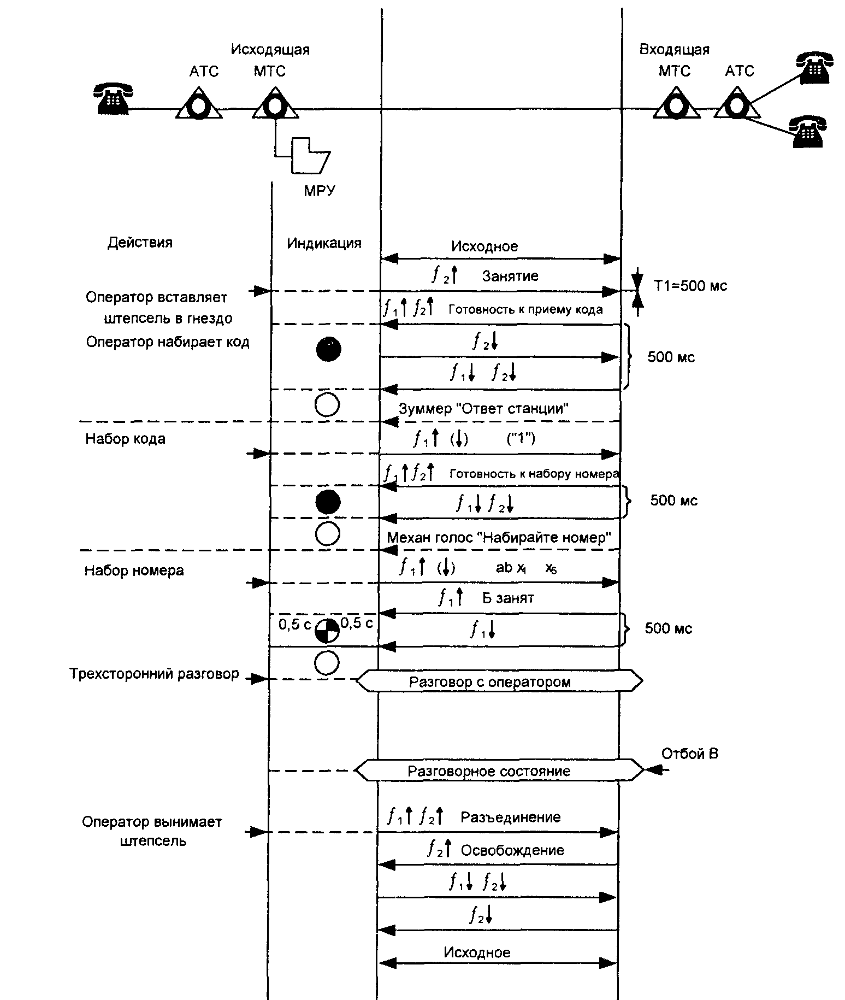 Исходящая
Входящая
АТС
МТС
МТС
АТС
МРУ
Действия
Индикация
Исходное
f2↑ Занятие
T1=500 мс
Оператор вставляет
штепсель в гнездо
f1↑ f2↑ Готовность к приему кода
Оператор набирает код
f2↓
500 мс
f1↓ f2↓
Зуммер "Ответ станции"
Набор кода
f1↑ (↓) ("1")
f1↑ f2↑ Готовность к набору номера
f1↓ f2↓
500 мс
Механ голос "Набирайте номер"
Набор номера
f1↑ (↓) ab x1 x6
f1↑ Б занят
0,5 с 0,5 с
f1↓
500 мс
Трехсторонний разговор
Разговор с оператором
Отбой В
Разговорное состояние
f1↑ f2↑ Разъединение
Оператор вынимает
штепсель
f2↑ Освобождение
f1↓ f2↓
f2↓
Исходное